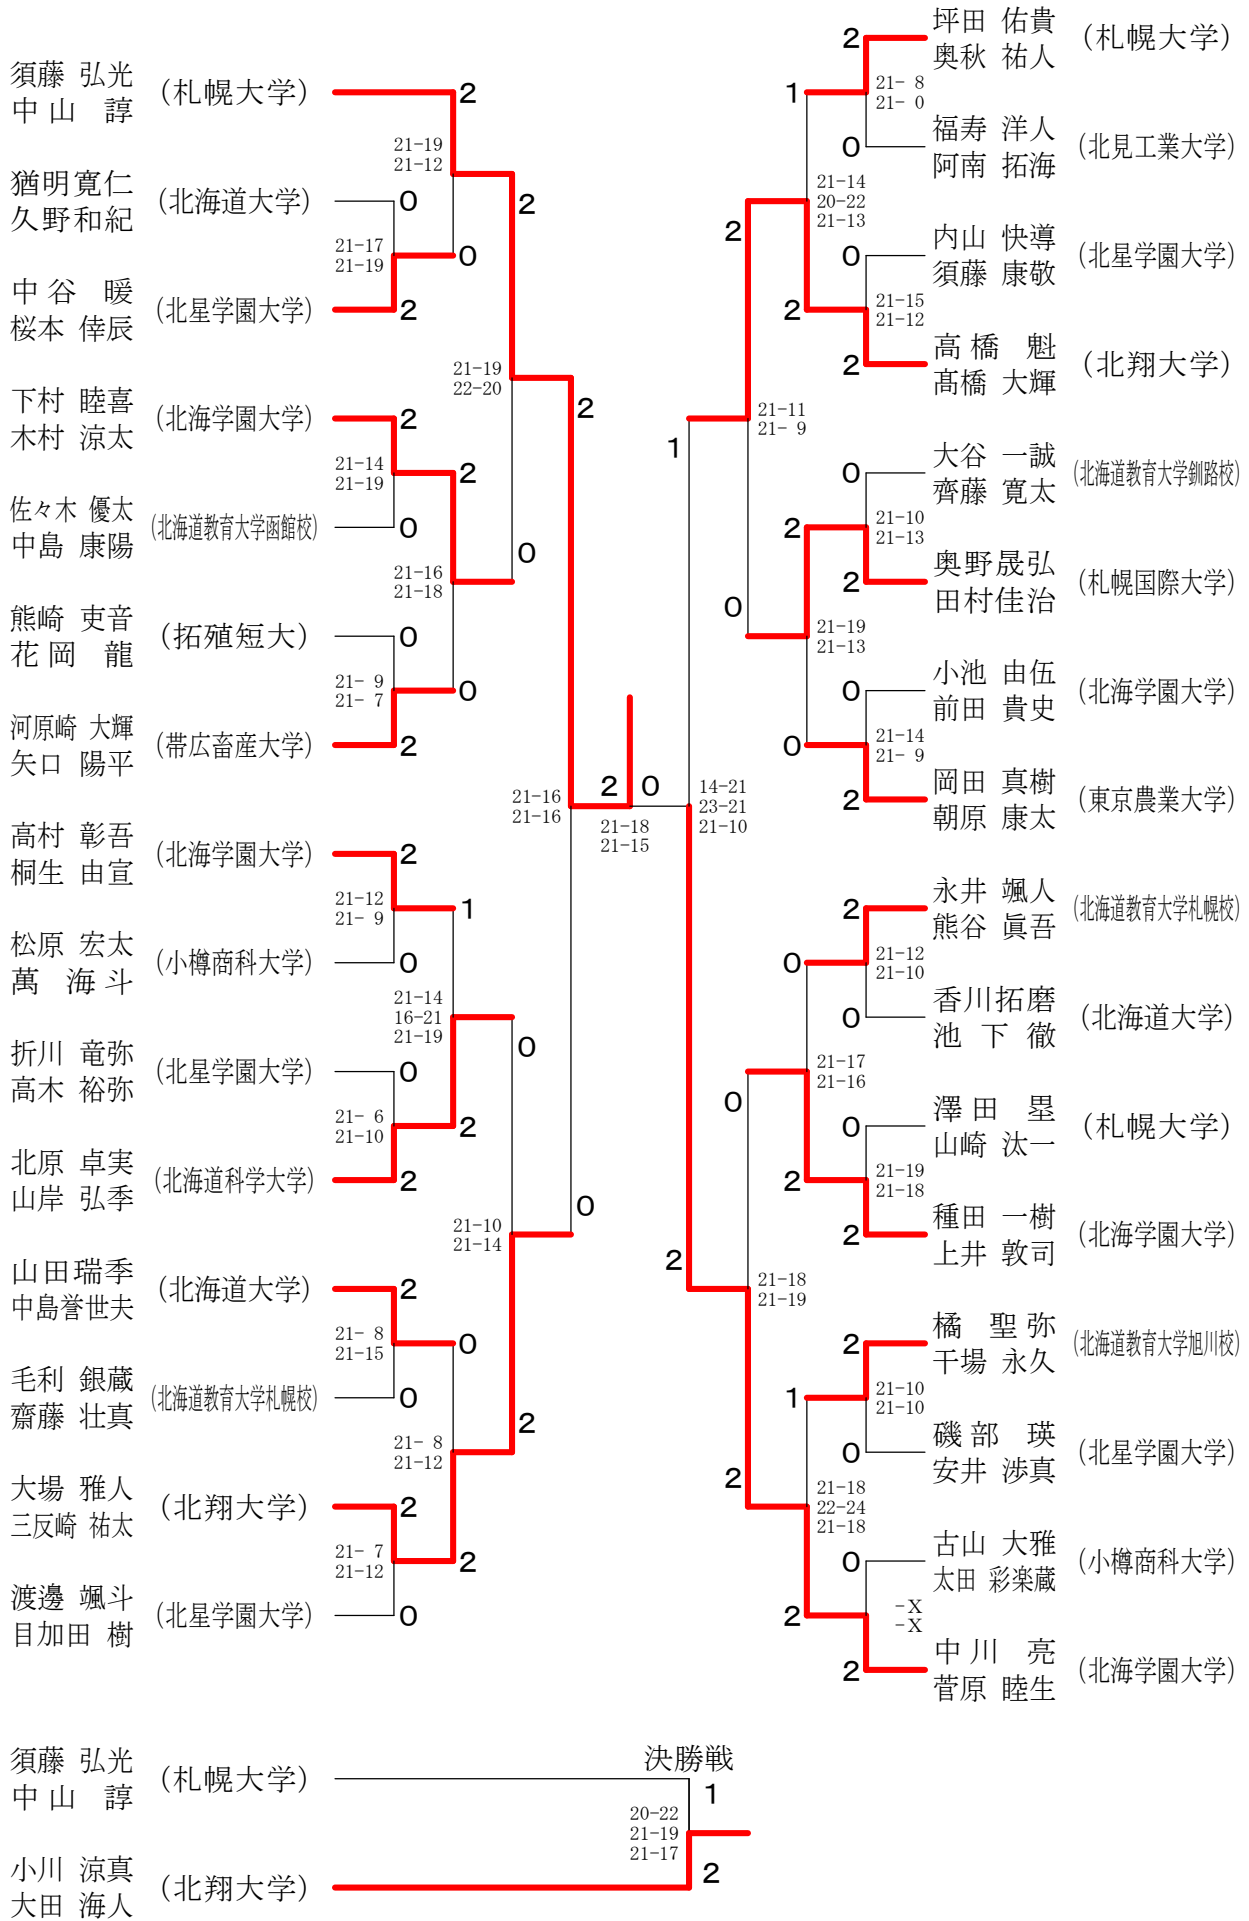 須藤 弘光
中山 諄
(札幌大学)
2
21-19
21-12
猶明寛仁
久野和紀
(北海道大学)
0
21-17
21-19
0
2
中谷 暖
桜本 倖辰
(北星学園大学)
2
21-19
22-20
2
下村 睦喜
木村 涼太
(北海学園大学)
2
21-14
21-19
2
佐々木 優太
中島 康陽
(北海道教育大学函館校)
0
21-16
21-18
0
熊崎 吏音
花岡 龍
(拓殖短大)
0
21- 9
21- 7
0
河原崎 大輝
矢口 陽平
(帯広畜産大学)
2
21-16
21-16
2
0
21-18
21-15
高村 彰吾
桐生 由宣
(北海学園大学)
2
21-12
21- 9
1
松原 宏太
萬 海斗
(小樽商科大学)
0
21-14
16-21
21-19
0
折川 竜弥
高木 裕弥
(北星学園大学)
0
21- 6
21-10
2
北原 卓実
山岸 弘季
(北海道科学大学)
2
21-10
21-14
0
山田瑞季
中島誉世夫
(北海道大学)
2
21- 8
21-15
0
毛利 銀蔵
齋藤 壮真
(北海道教育大学札幌校)
0
21- 8
21-12
2
大場 雅人
三反崎 祐太
(北翔大学)
2
21- 7
21-12
2
渡邊 颯斗
目加田 樹
(北星学園大学)
0
坪田 佑貴
奥秋 祐人
(札幌大学)
2
21- 8
21- 0
1
福寿 洋人
阿南 拓海
(北見工業大学)
0
21-14
20-22
21-13
2
内山 快導
須藤 康敬
(北星学園大学)
0
21-15
21-12
2
高橋 魁
髙橋 大輝
(北翔大学)
2
21-11
21- 9
1
大谷 一誠
齊藤 寛太
(北海道教育大学釧路校)
0
21-10
21-13
2
奥野晟弘
田村佳治
(札幌国際大学)
2
21-19
21-13
0
小池 由伍
前田 貴史
(北海学園大学)
0
21-14
21- 9
0
岡田 真樹
朝原 康太
(東京農業大学)
2
14-21
23-21
21-10
永井 颯人
熊谷 眞吾
(北海道教育大学札幌校)
2
21-12
21-10
0
香川拓磨
池下 徹
(北海道大学)
0
21-17
21-16
0
澤田 塁
山崎 汰一
(札幌大学)
0
21-19
21-18
2
種田 一樹
上井 敦司
(北海学園大学)
2
21-18
21-19
2
橘 聖弥
干場 永久
(北海道教育大学旭川校)
2
21-10
21-10
1
磯部 瑛
安井 渉真
(北星学園大学)
0
21-18
22-24
21-18
2
古山 大雅
太田 彩楽蔵
(小樽商科大学)
0
-X
-X
2
中川 亮
菅原 睦生
(北海学園大学)
2
決勝戦
須藤 弘光
中山 諄
(札幌大学)
1
20-22
21-19
21-17
小川 涼真
大田 海人
(北翔大学)
2